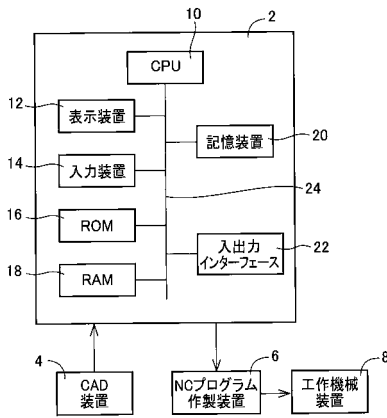 10
2
CPU
12
表示装置
記憶装置
20
14
入力装置
24
16
ROM
入出力
インターフェース
22
18
RAM
4
CAD
装置
NCプログラム
作製装置
6
工作機械
装置
8